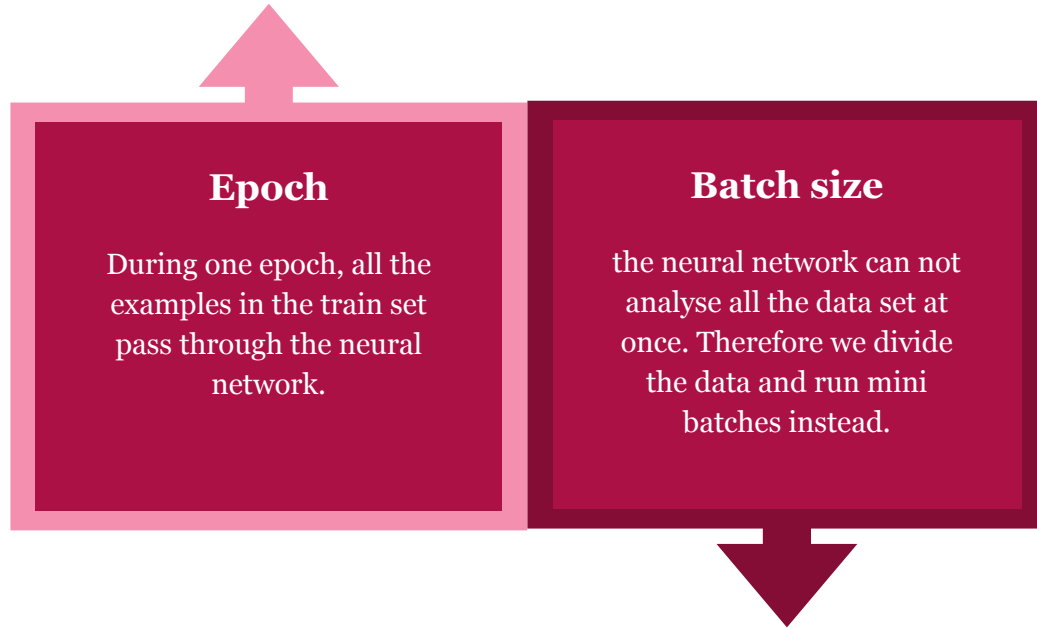 Epoch
During one epoch, all the
examples in the train set
pass through the neural
network.
Batch size
the neural network can not
analyse all the data set at
once. Therefore we divide
the data and run mini
batches instead.